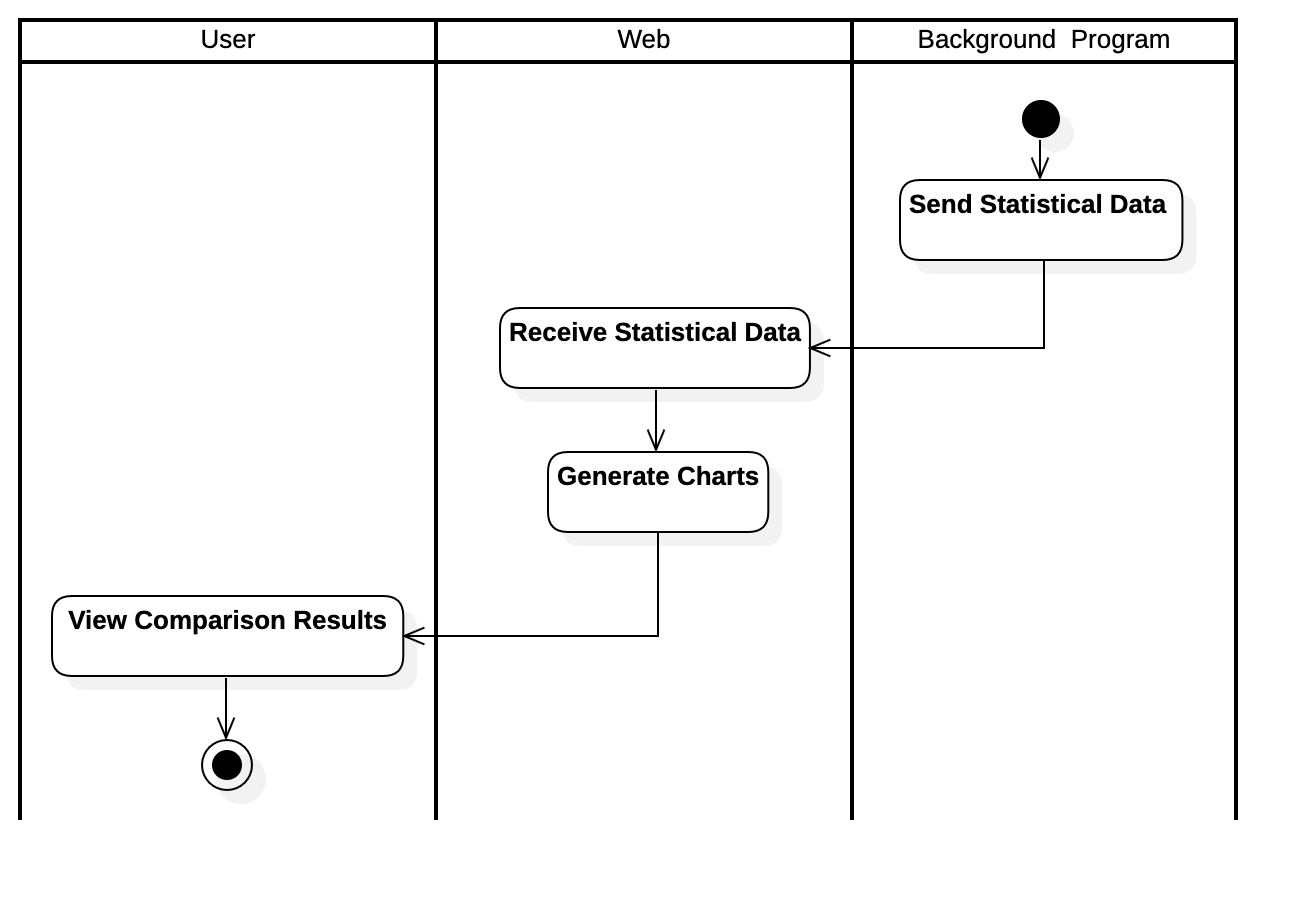 User
Web
Background  Program
Send Statistical Data
Receive Statistical Data
Generate Charts
View Comparison Results